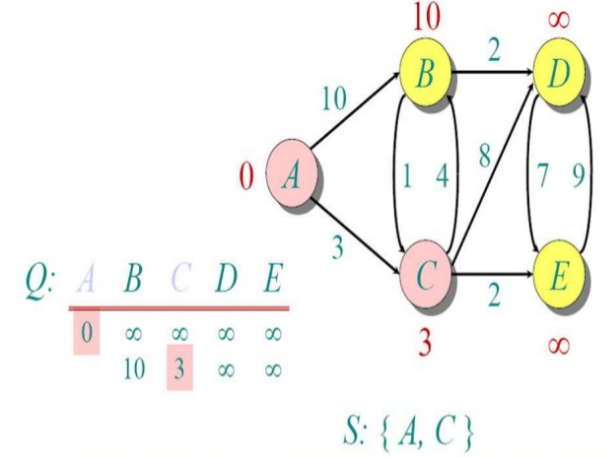 10 ∞
B 2 D
10
0 A 1 4 8 7 9
3
C 2 E
3 ∞
Q: A B C D E
0 ∞ ∞ ∞ ∞
10 3 ∞ ∞
S: { A, C }